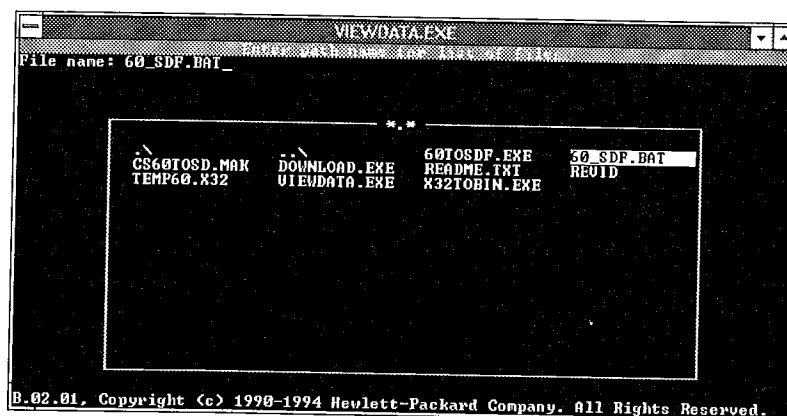 VIEWDATA.EXE
Enter path name for list of files
File name: 60_SDF.BAT_
*.*
.\ ..\ 60TOSDF.EXE 60_SDF.BAT
CS60TOSD.MAK DOWNLOAD.EXE README.TXT REVID
TEMP60.X32 VIEWDATA.EXE X32TOBIN.EXE
B.02.01, Copyright (c) 1990-1994 Hewlett-Packard Company. All Rights Reserved.